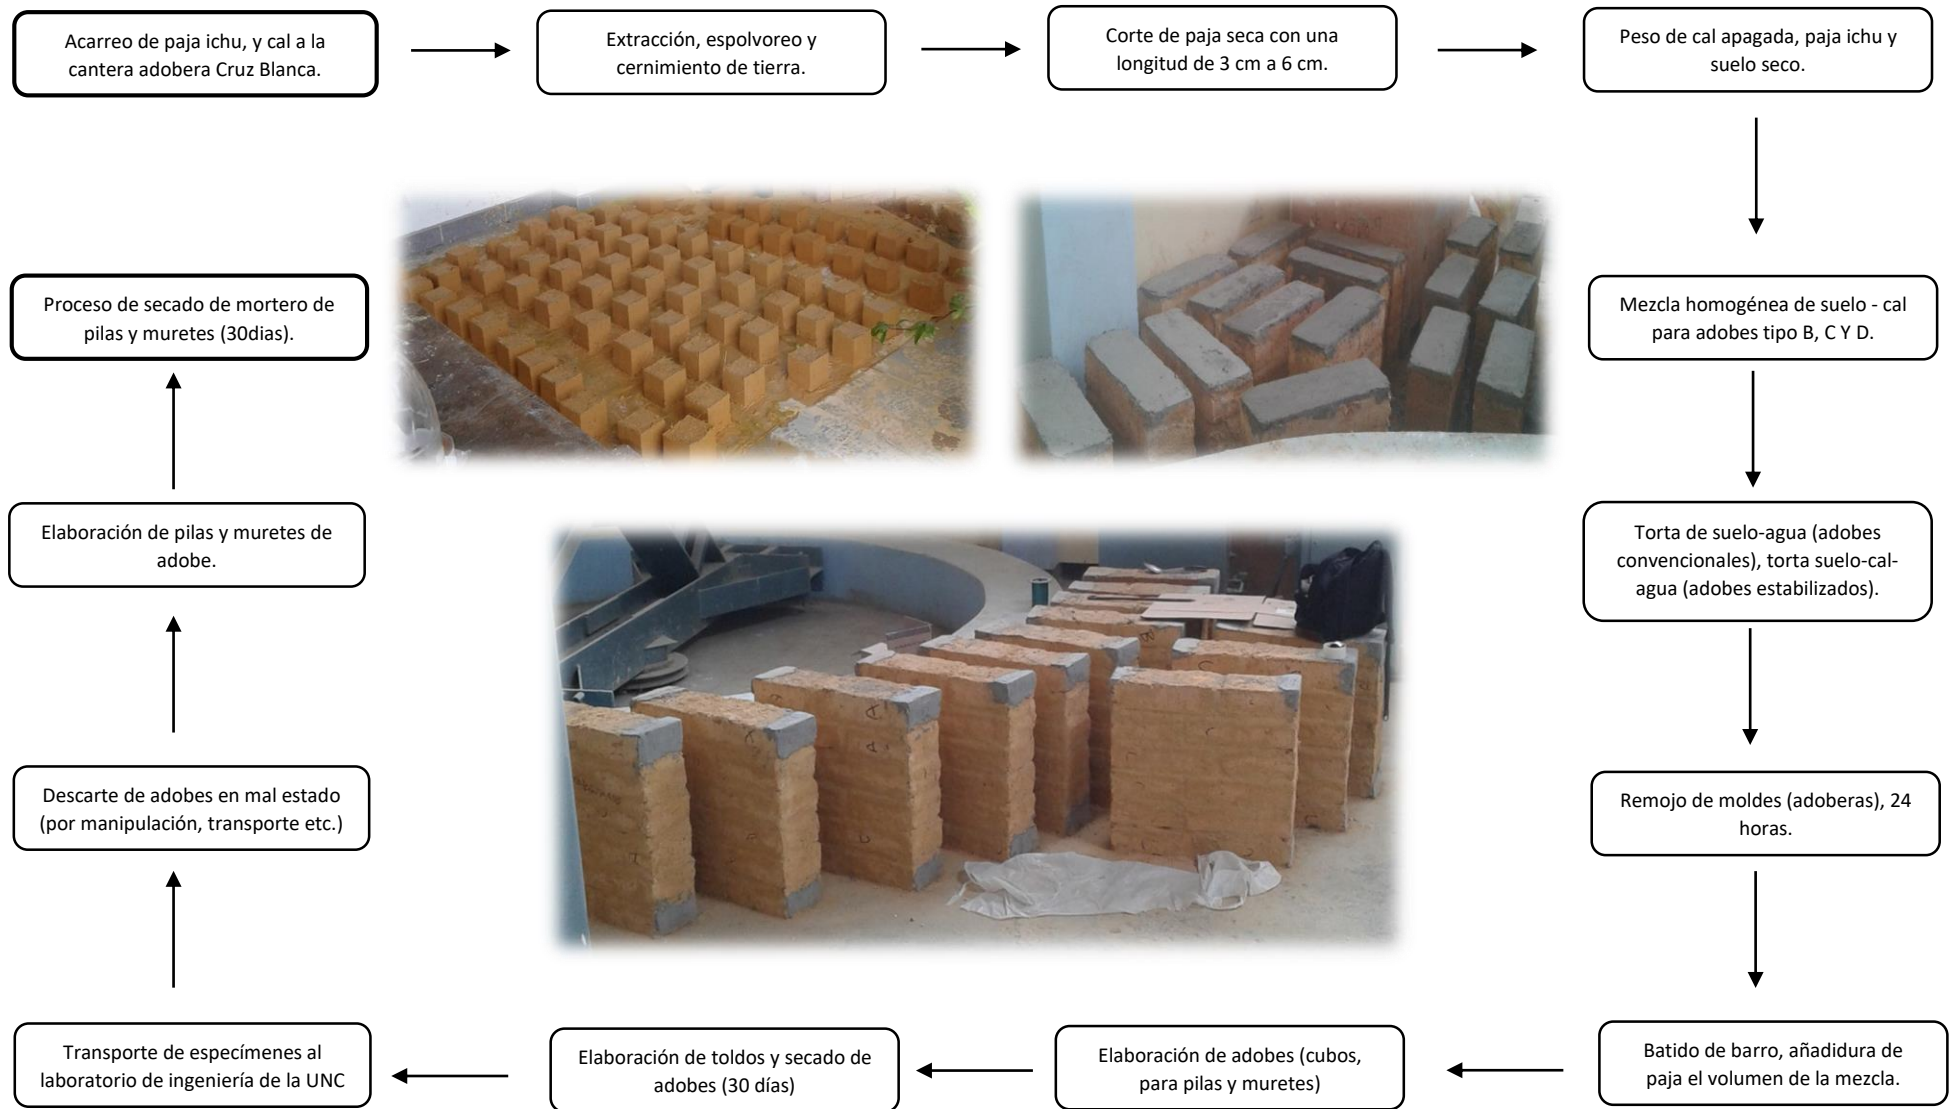 Acarreo de paja ichu, y cal a la
cantera adobera Cruz Blanca.
Extracción, espolvoreo y
cernimiento de tierra.
Corte de paja seca con una
longitud de 3 cm a 6 cm.
Peso de cal apagada, paja ichu y
suelo seco.
Mezcla homogénea de suelo - cal
para adobes tipo B, C Y D.
Torta de suelo-agua (adobes
convencionales), torta suelo-cal-
agua (adobes estabilizados).
Remojo de moldes (adoberas), 24
horas.
Batido de barro, añadidura de
paja el volumen de la mezcla.
Elaboración de adobes (cubos,
para pilas y muretes)
Elaboración de toldos y secado de
adobes (30 días)
Transporte de especímenes al
laboratorio de ingeniería de la UNC
Descarte de adobes en mal estado
(por manipulación, transporte etc.)
Elaboración de pilas y muretes de
adobe.
Proceso de secado de mortero de
pilas y muretes (30dias).